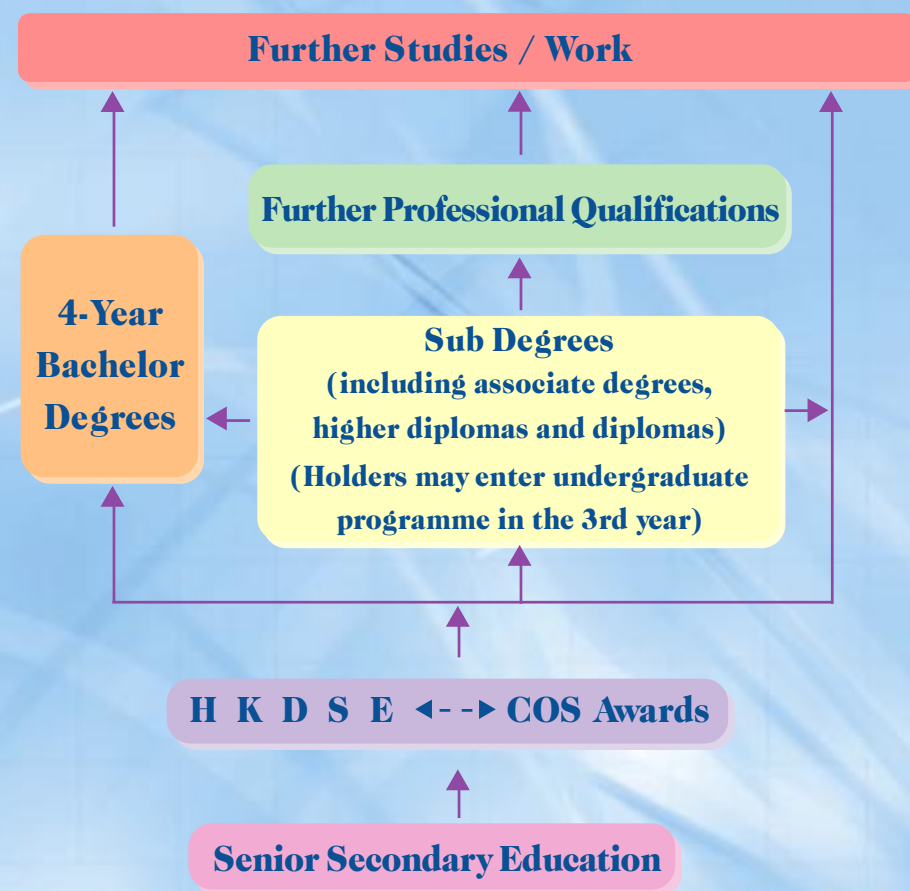 Further Studies / Work
Further Professional Qualifications
4-Year
Bachelor
Degrees
Sub Degrees
(including associate degrees,
higher diplomas and diplomas)
(Holders may enter undergraduate
programme in the 3rd year)
H K D S E ◄--► COS Awards
Senior Secondary Education